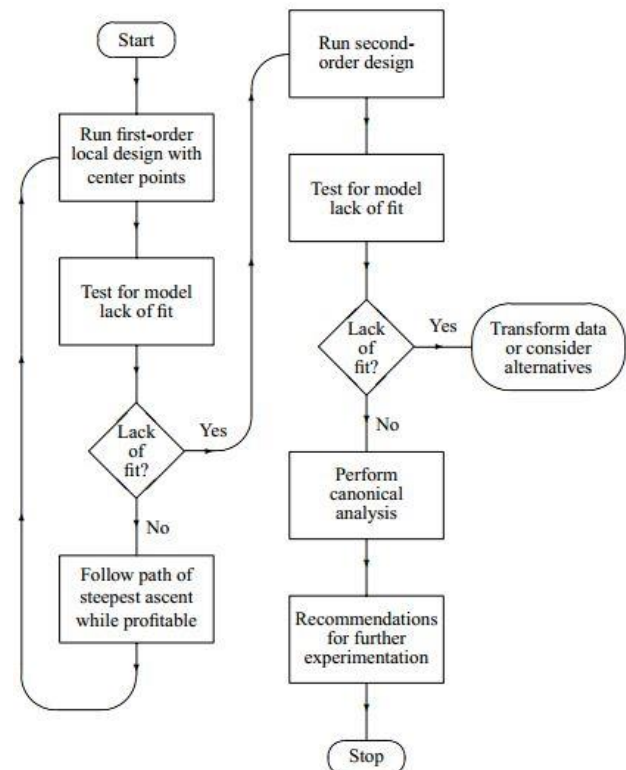 Start
Run first-order
local design with
center points
Test for model
lack of fit
Lack
of
fit?
Yes
No
Follow path of
steepest ascent
while profitable
Run second-
order design
Test for model
lack of fit
Lack
of
fit?
Yes
Transform data
or consider
alternatives
No
Perform
canonical
analysis
Recommendations
for further
experimentation
Stop